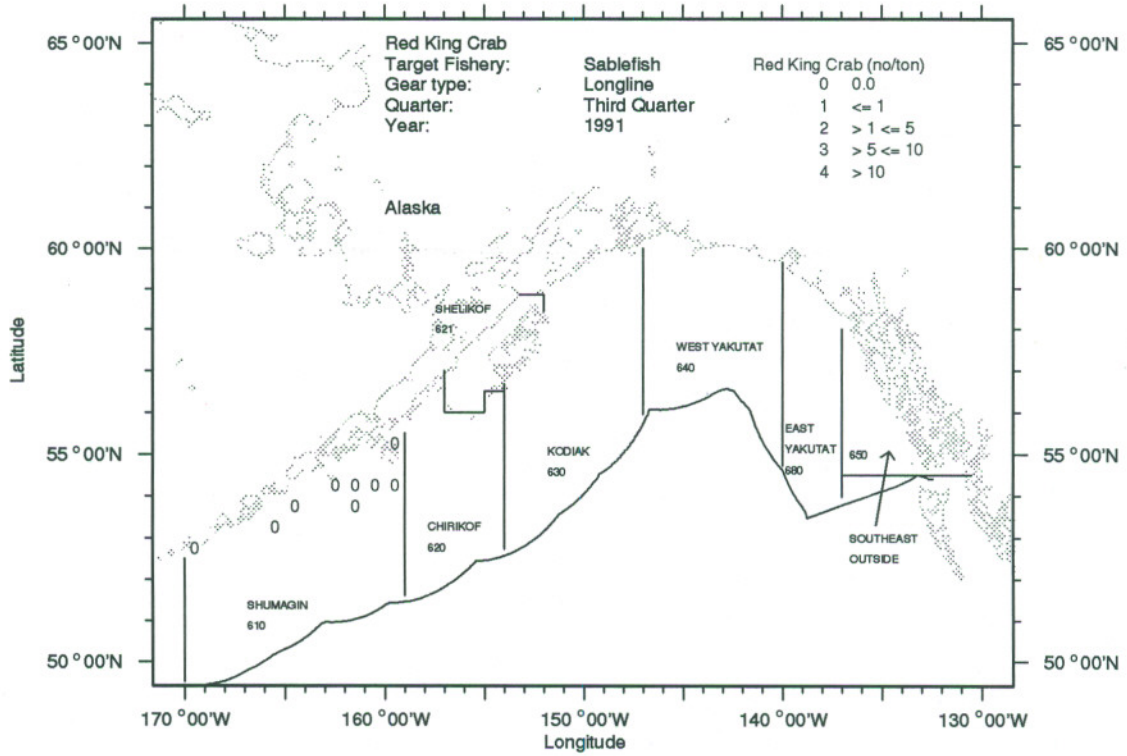 Red King Crab
Target Fishery: Sablefish
Gear type: Longline
Quarter: Third Quarter
Year: 1991
Red King Crab (no/ton)
0 0.0
1 <= 1
2 > 1 <= 5
3 > 5 <= 10
4 > 10
65 °00'N
60 °00'N
55 °00'N
50 °00'N
Latitude
65 °00'N
60 °00'N
55 °00'N
50 °00'N
Alaska
SHELIKOF
621
WEST YAKUTAT
640
EAST
YAKUTAT
680
650
KODIAK
630
CHIRIKOF
620
SOUTHEAST
OUTSIDE
SHUMAGIN
610
0
0 0 0 0
0 0
0
0
170 °00'W 160 °00'W 150 °00'W 140 °00'W 130 °00'W
Longitude